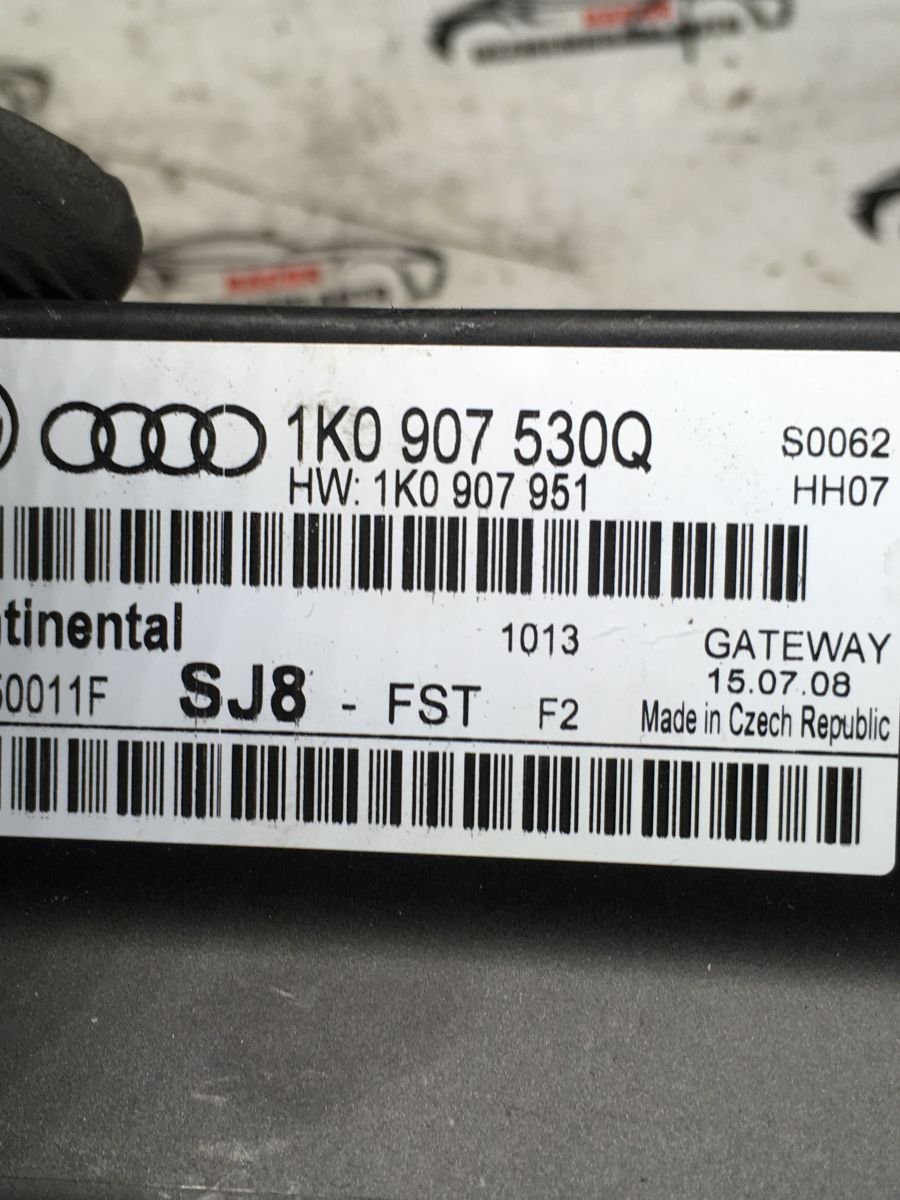 1K0 907 530Q
S0062
HW: 1K0 907 951
HH07
tinental
1013
GATEWAY
15.07.08
0011F
SJ8 - FST F2
Made in Czech Republic